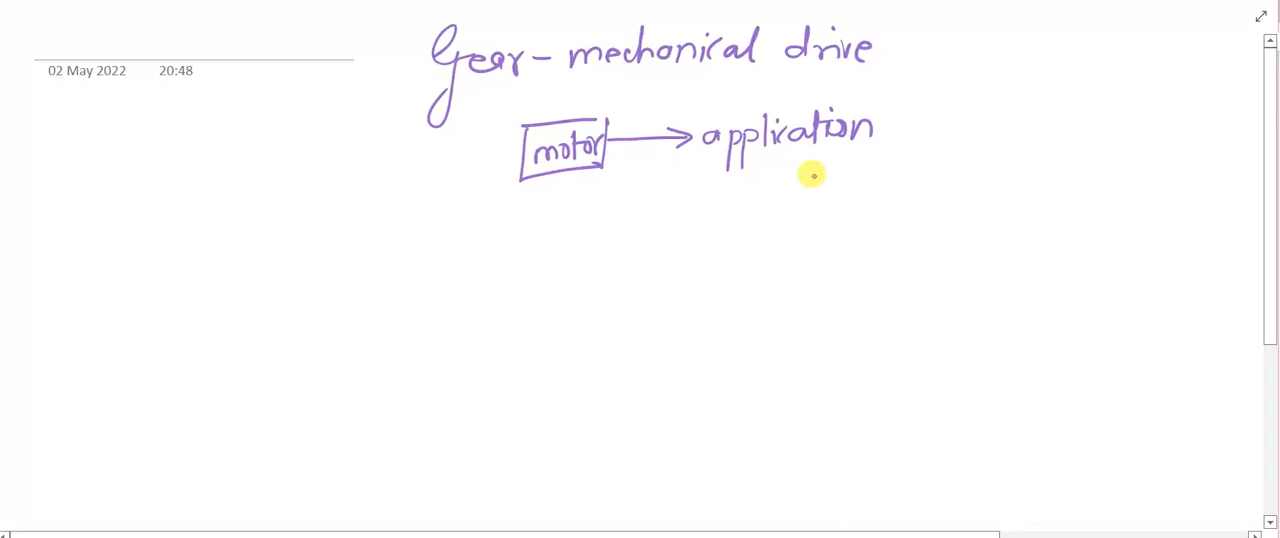 Gear - mechanical drive
02 May 2022 20:48
motor → application